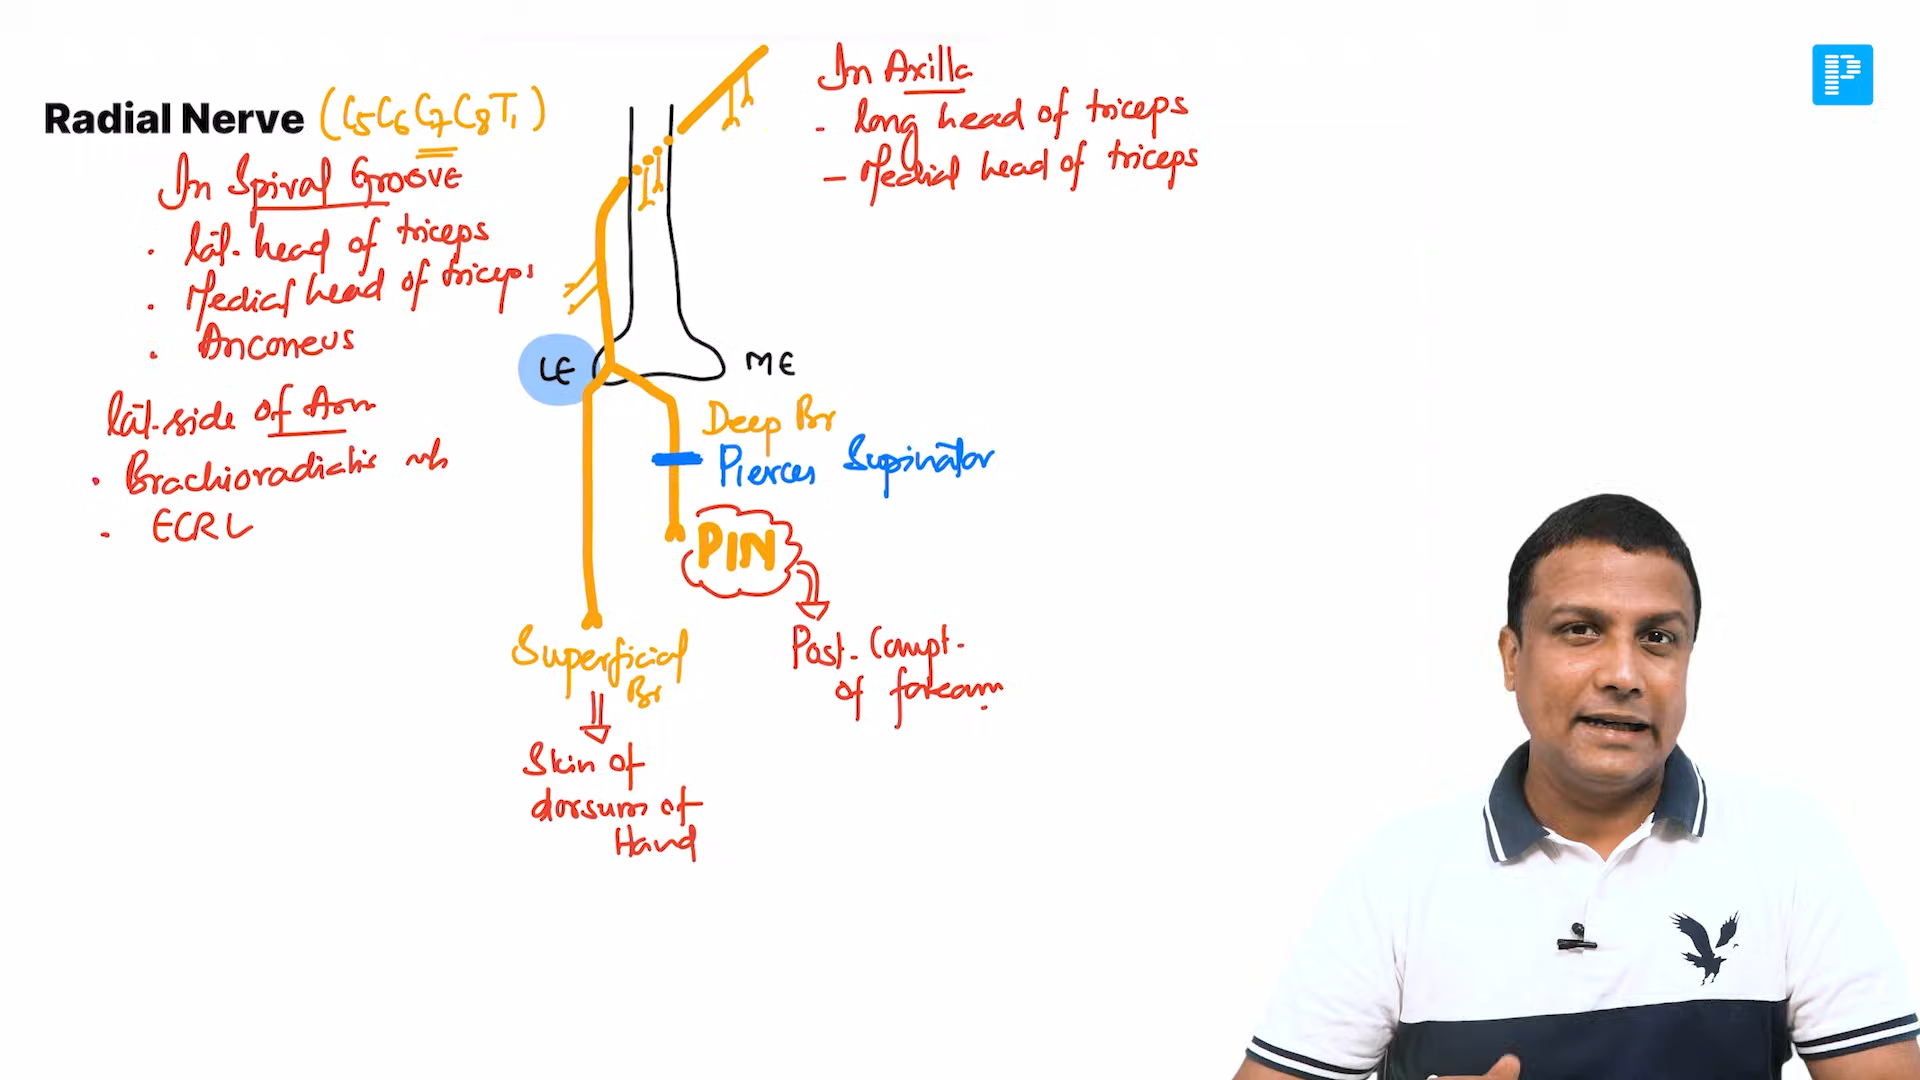 Radial Nerve (C5C6C7C8T1)
In Spiral Groove
· lat. head of triceps
· Medial head of triceps
· Anconeus
lat. side of Arm
· Brachioradialis
· ECRL
In Axilla
- long head of triceps
- Medial head of triceps
LE
ME
Deep Br
Pierces Supinator
PIN
Post. Compt.
of forearm
Superficial
Br
Skin of
dorsum of
Hand
P